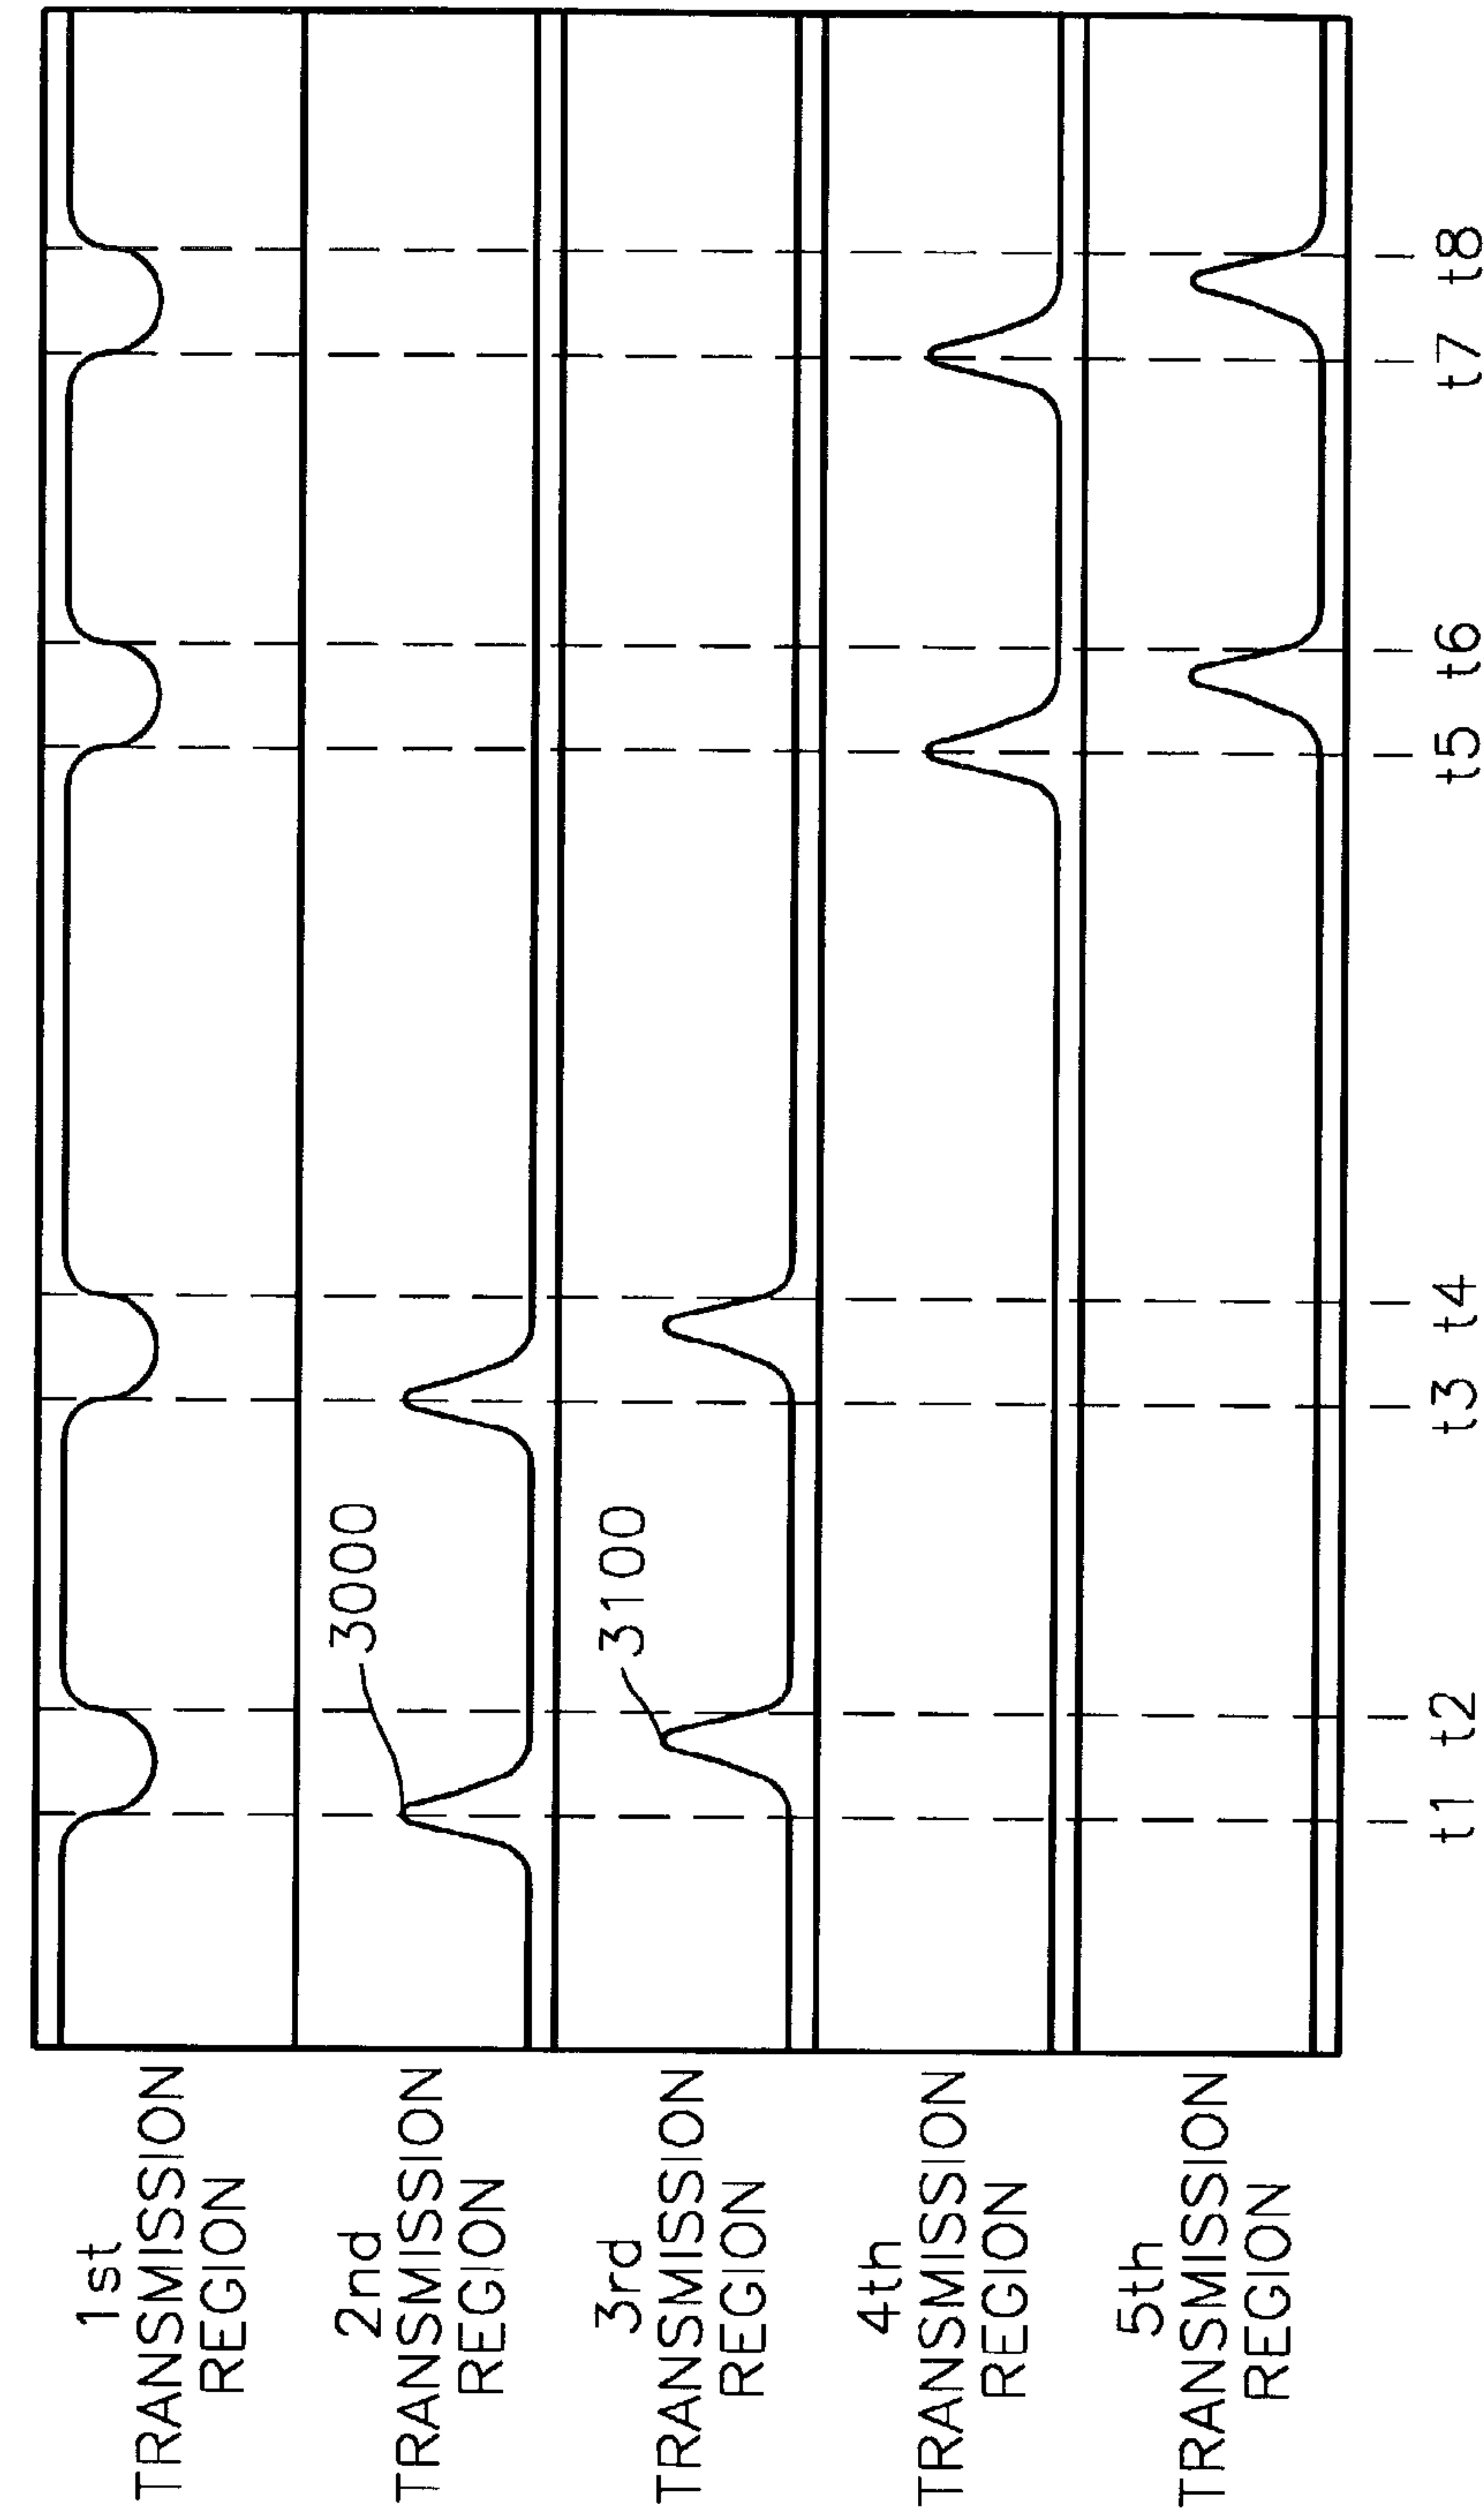 1st
TRANSMISSION
REGION
2nd
TRANSMISSION
REGION
3000
3rd
TRANSMISSION
REGION
3100
4th
TRANSMISSION
REGION
5th
TRANSMISSION
REGION
t1 t2 t3 t4 t5 t6 t7 t8